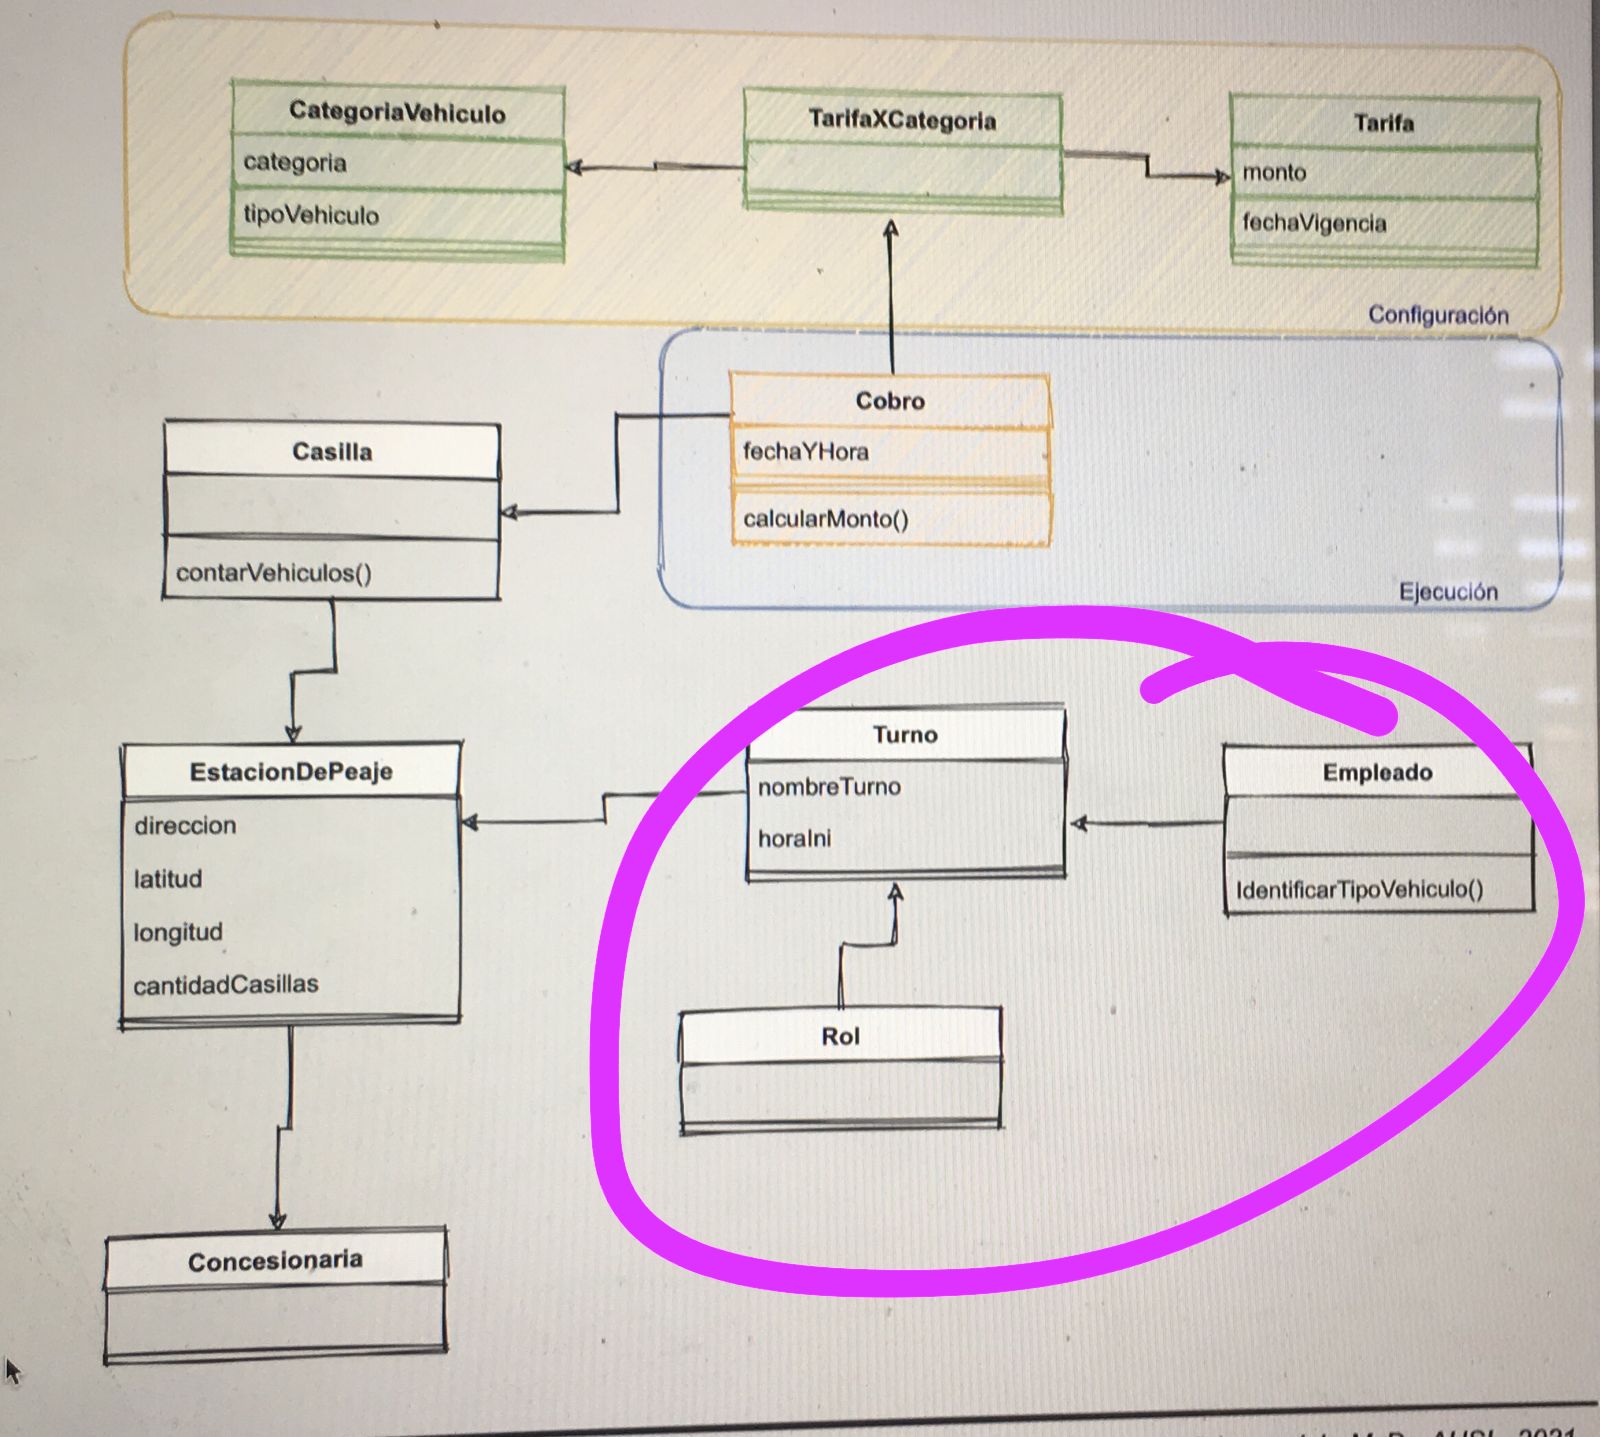 CategoriaVehiculo
categoria
tipoVehiculo
TarifaXCategoria
Tarifa
monto
fechaVigencia
Configuración
Cobro
fechaYHora
calcularMonto()
Ejecución
Casilla
contarVehiculos()
EstacionDePeaje
direccion
latitud
longitud
cantidadCasillas
Turno
nombreTurno
horaIni
Empleado
IdentificarTipoVehiculo()
Rol
Concesionaria
2021